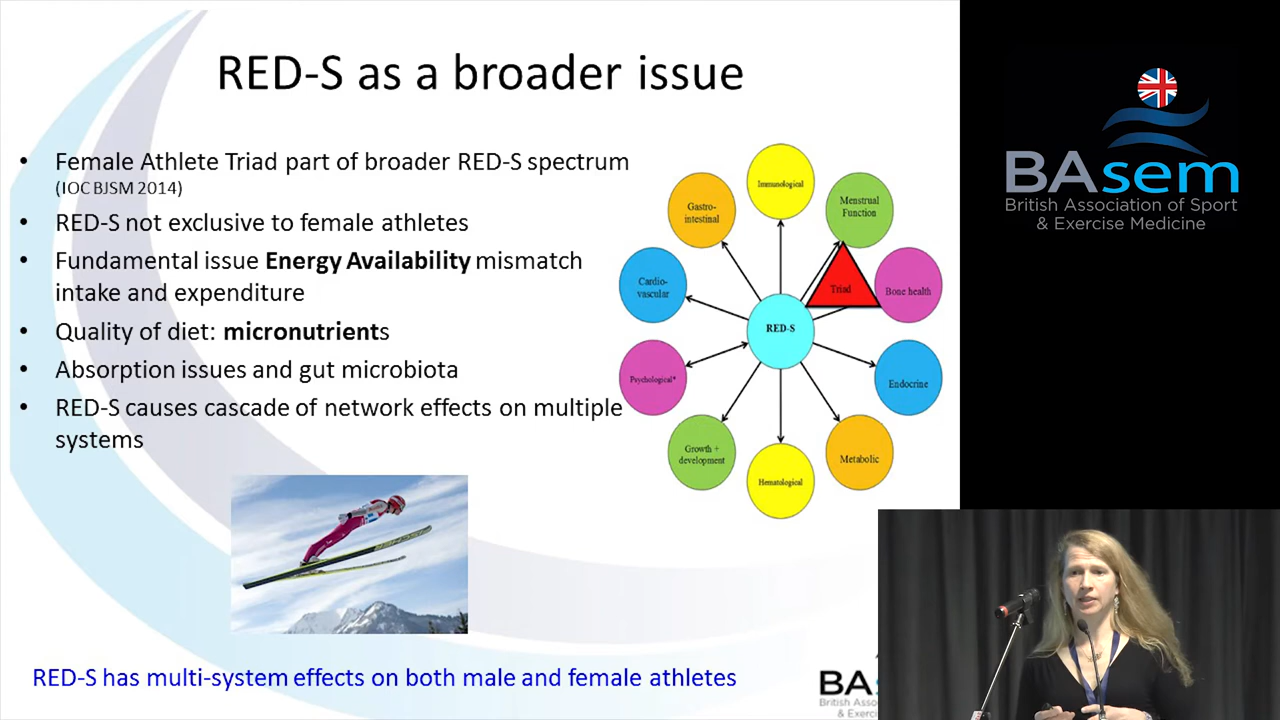 RED-S as a broader issue
• Female Athlete Triad part of broader RED-S spectrum
(IOC BJSM 2014)
• RED-S not exclusive to female athletes
• Fundamental issue Energy Availability mismatch
intake and expenditure
• Quality of diet: micronutrients
• Absorption issues and gut microbiota
• RED-S causes cascade of network effects on multiple
systems
Immunological
Menstrual
Function
Bone health
Endocrine
Metabolic
Hematological
Growth +
development
Psychological*
Cardio-
vascular
Gastro-
intestinal
Triad
RED-S
RED-S has multi-system effects on both male and female athletes
BAsem
British Association of Sport
& Exercise Medicine
BAsem
British Assoc
& Exercise